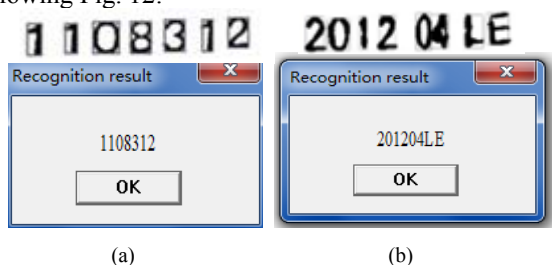 lowing Fig. 12.
1 1 0 8 3 1 2
2012 04 LE
Recognition result
Recognition result
1108312
201204LE
OK
OK
(a)
(b)